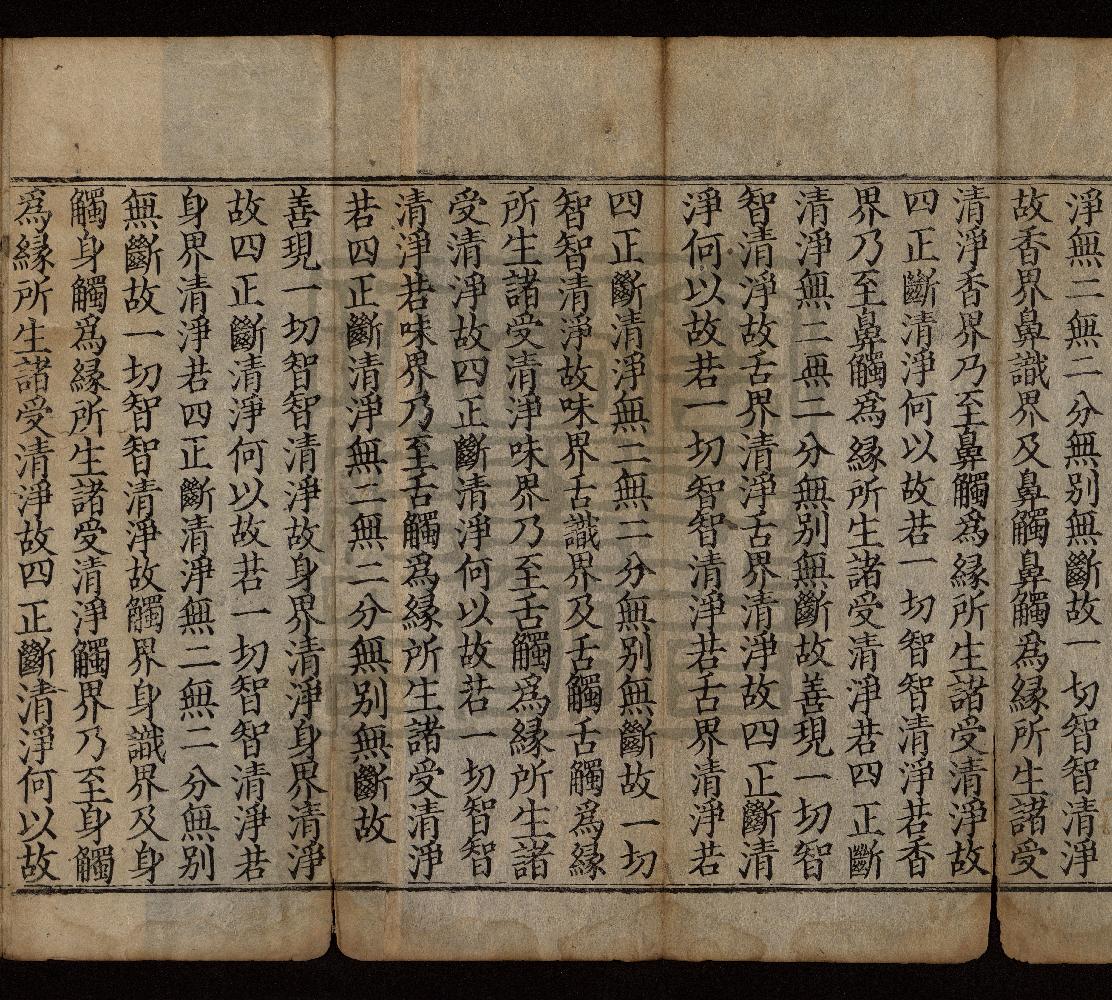 淨無二無二分無别無斷故一切智智清淨
故香界鼻識界及鼻觸鼻觸爲緣所生諸受
清淨香界乃至鼻觸爲緣所生諸受清淨故
四正斷清淨何以故若一切智智清淨若香
界乃至鼻觸爲緣所生諸受清淨若四正斷
清淨無二無二分無别無斷故善現一切智
智清淨故舌界清淨舌界清淨故四正斷清
淨何以故若一切智智清淨若舌界清淨若
四正斷清淨無二無二分無别無斷故一切
智智清淨故味界舌識界及舌觸舌觸爲緣
所生諸受清淨味界乃至舌觸爲緣所生諸
受清淨故四正斷清淨何以故若一切智智
清淨若味界乃至舌觸爲緣所生諸受清淨
若四正斷清淨無二無二分無别無斷故
善現一切智智清淨故身界清淨身界清淨
故四正斷清淨何以故若一切智智清淨若
身界清淨若四正斷清淨無二無二分無别
無斷故一切智智清淨故觸界身識界及身
觸身觸爲緣所生諸受清淨觸界乃至身觸
爲緣所生諸受清淨故四正斷清淨何以故